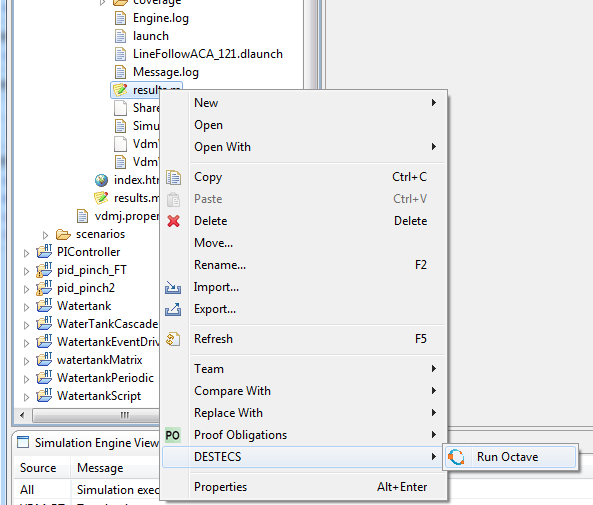 coverage
Engine.log
launch
LineFollowACA_121.dlaunch
Message.log
results.m
Share
Simu
Vdm
Vdm
index.htm
results.m
vdmj.proper
scenarios
PIController
pid_pinch_FT
pid_pinch2
Watertank
WaterTankCascade
WatertankEventDriv
watertankMatrix
WatertankPeriodic
WatertankScript
New
Open
Open With
Copy Ctrl+C
Paste Ctrl+V
Delete Delete
Move...
Rename... F2
Import...
Export...
Refresh F5
Team
Compare With
Replace With
PO Proof Obligations
DESTECS
Run Octave
Properties Alt+Enter
Simulation Engine View
Source Message
All Simulation exec